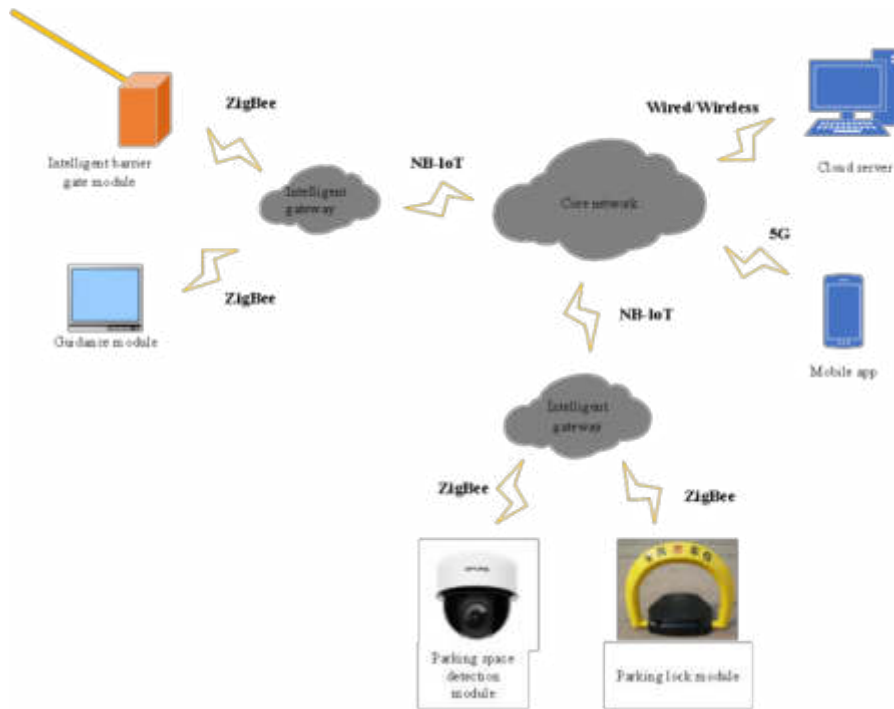 ZigBee
Wired/Wireless
Intelligent barrier
gate module
NB-IoT
Cloud server
Intelligent
gateway
Core network
5G
ZigBee
Guidance module
NB-IoT
Mobile app
Intelligent
gateway
ZigBee
ZigBee
Parking space
detection
module
Parking lock module